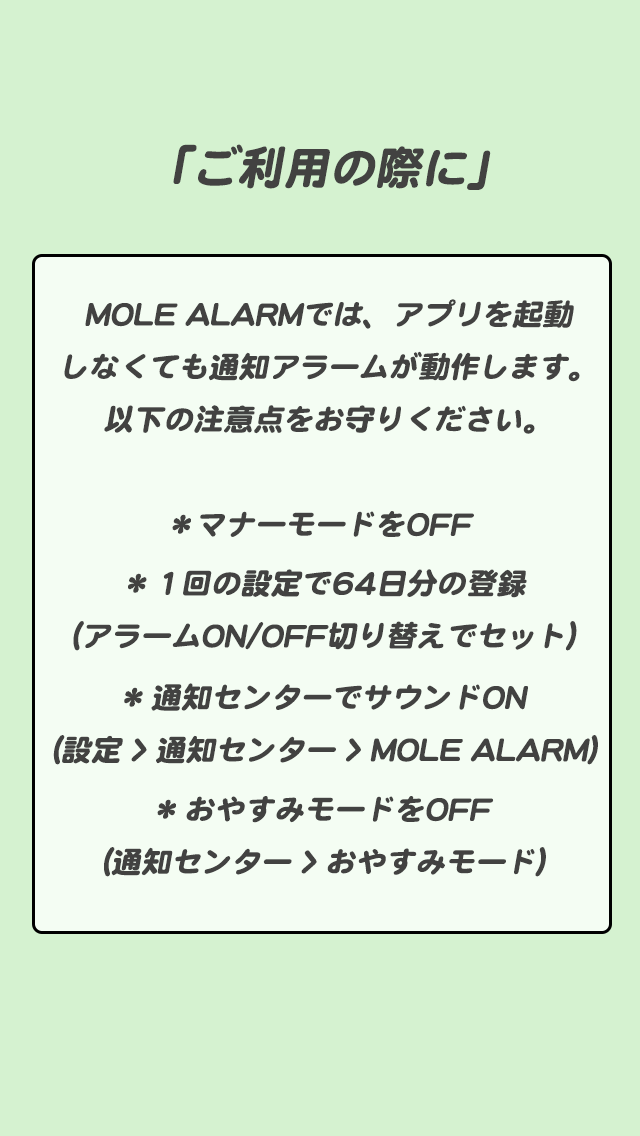 「ご利用の際に」
MOLE ALARMでは、アプリを起動
しなくても通知アラームが動作します。
以下の注意点をお守りください。
＊マナーモードをOFF
＊１回の設定で64日分の登録
(アラームON/OFF切り替えでセット)
＊通知センターでサウンドON
(設定 > 通知センター > MOLE ALARM)
＊おやすみモードをOFF
(通知センター > おやすみモード)